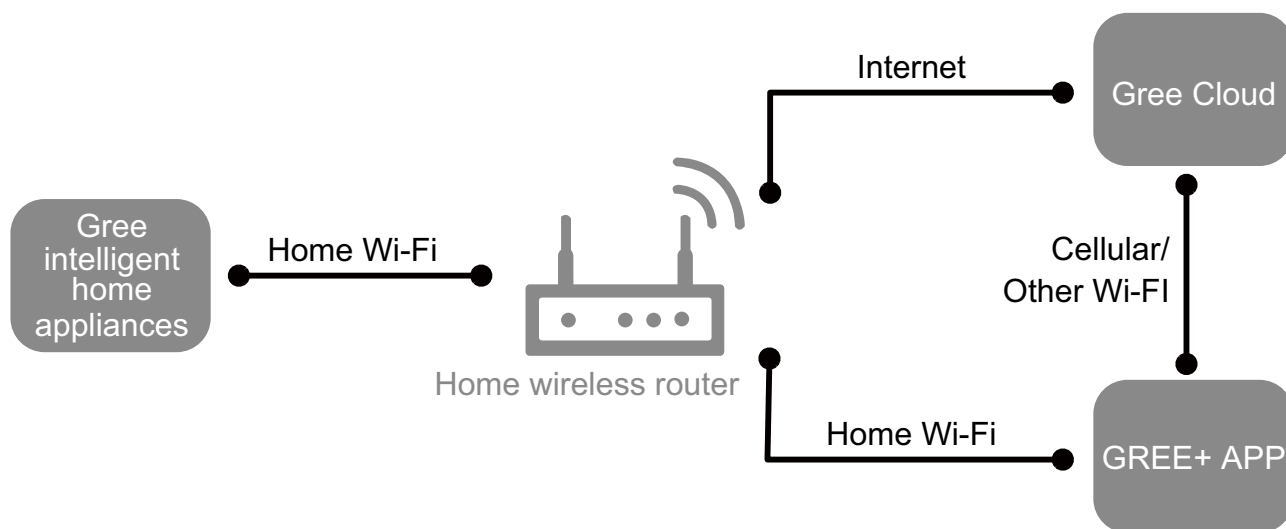 Internet
Gree Cloud
Gree
intelligent
home
appliances
Home Wi-Fi
Cellular/
Other Wi-FI
Home wireless router
Home Wi-Fi
GREE+ APP